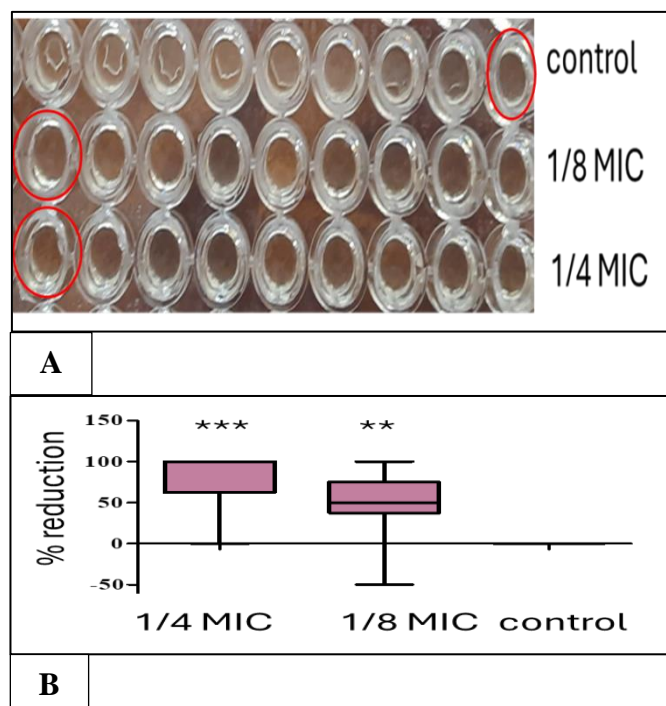 control
1/8 MIC
1/4 MIC
A
% reduction
150
100
50
0
-50
***
**
1/4 MIC 1/8 MIC control
B